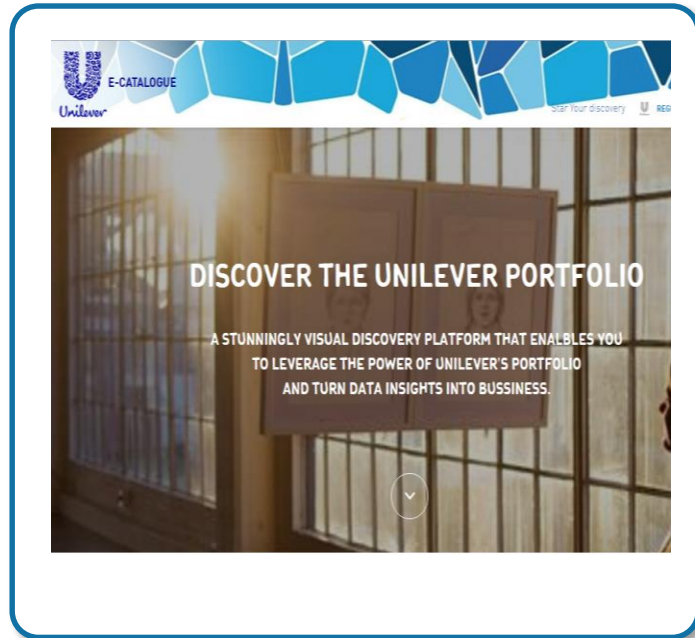 E-CATALOGUE
Unilever
Star Your discovery
DISCOVER THE UNILEVER PORTFOLIO
A STUNNINGLY VISUAL DISCOVERY PLATFORM THAT ENALBLES YOU
TO LEVERAGE THE POWER OF UNILEVER'S PORTFOLIO
AND TURN DATA INSIGHTS INTO BUSSINESS.